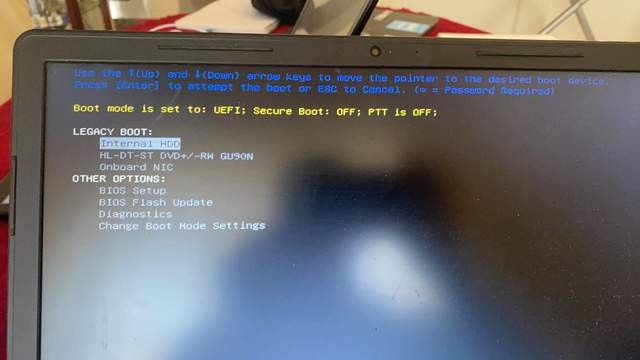 Use the ↑(Up) and ↓(Down) arrow keys to move the pointer to the desired boot device.
Press [Enter] to attempt the boot or ESC to Cancel. (* = Password Required)
Boot mode is set to: UEFI; Secure Boot: OFF; PTT is OFF;
LEGACY BOOT:
Internal HDD
HL-DT-ST DVD+/-RW GU90N
Onboard NIC
OTHER OPTIONS:
BIOS Setup
BIOS Flash Update
Diagnostics
Change Boot Mode Settings